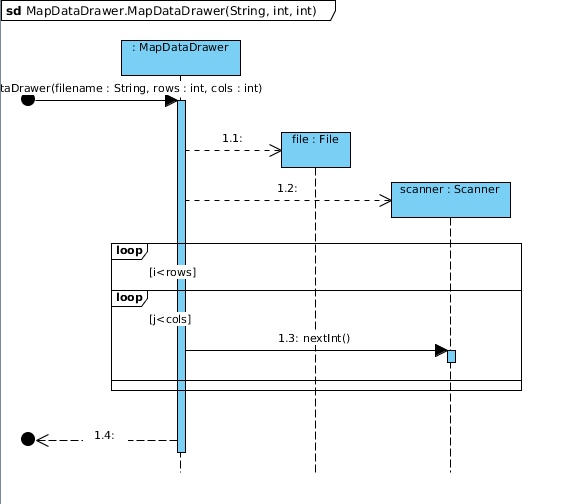 sd MapDataDrawer.MapDataDrawer(String, int, int)
: MapDataDrawer
taDrawer(filename : String, rows : int, cols : int)
1.1:
file : File
1.2:
scanner : Scanner
loop
[i<rows]
loop
[j<cols]
1.3: nextInt()
1.4: